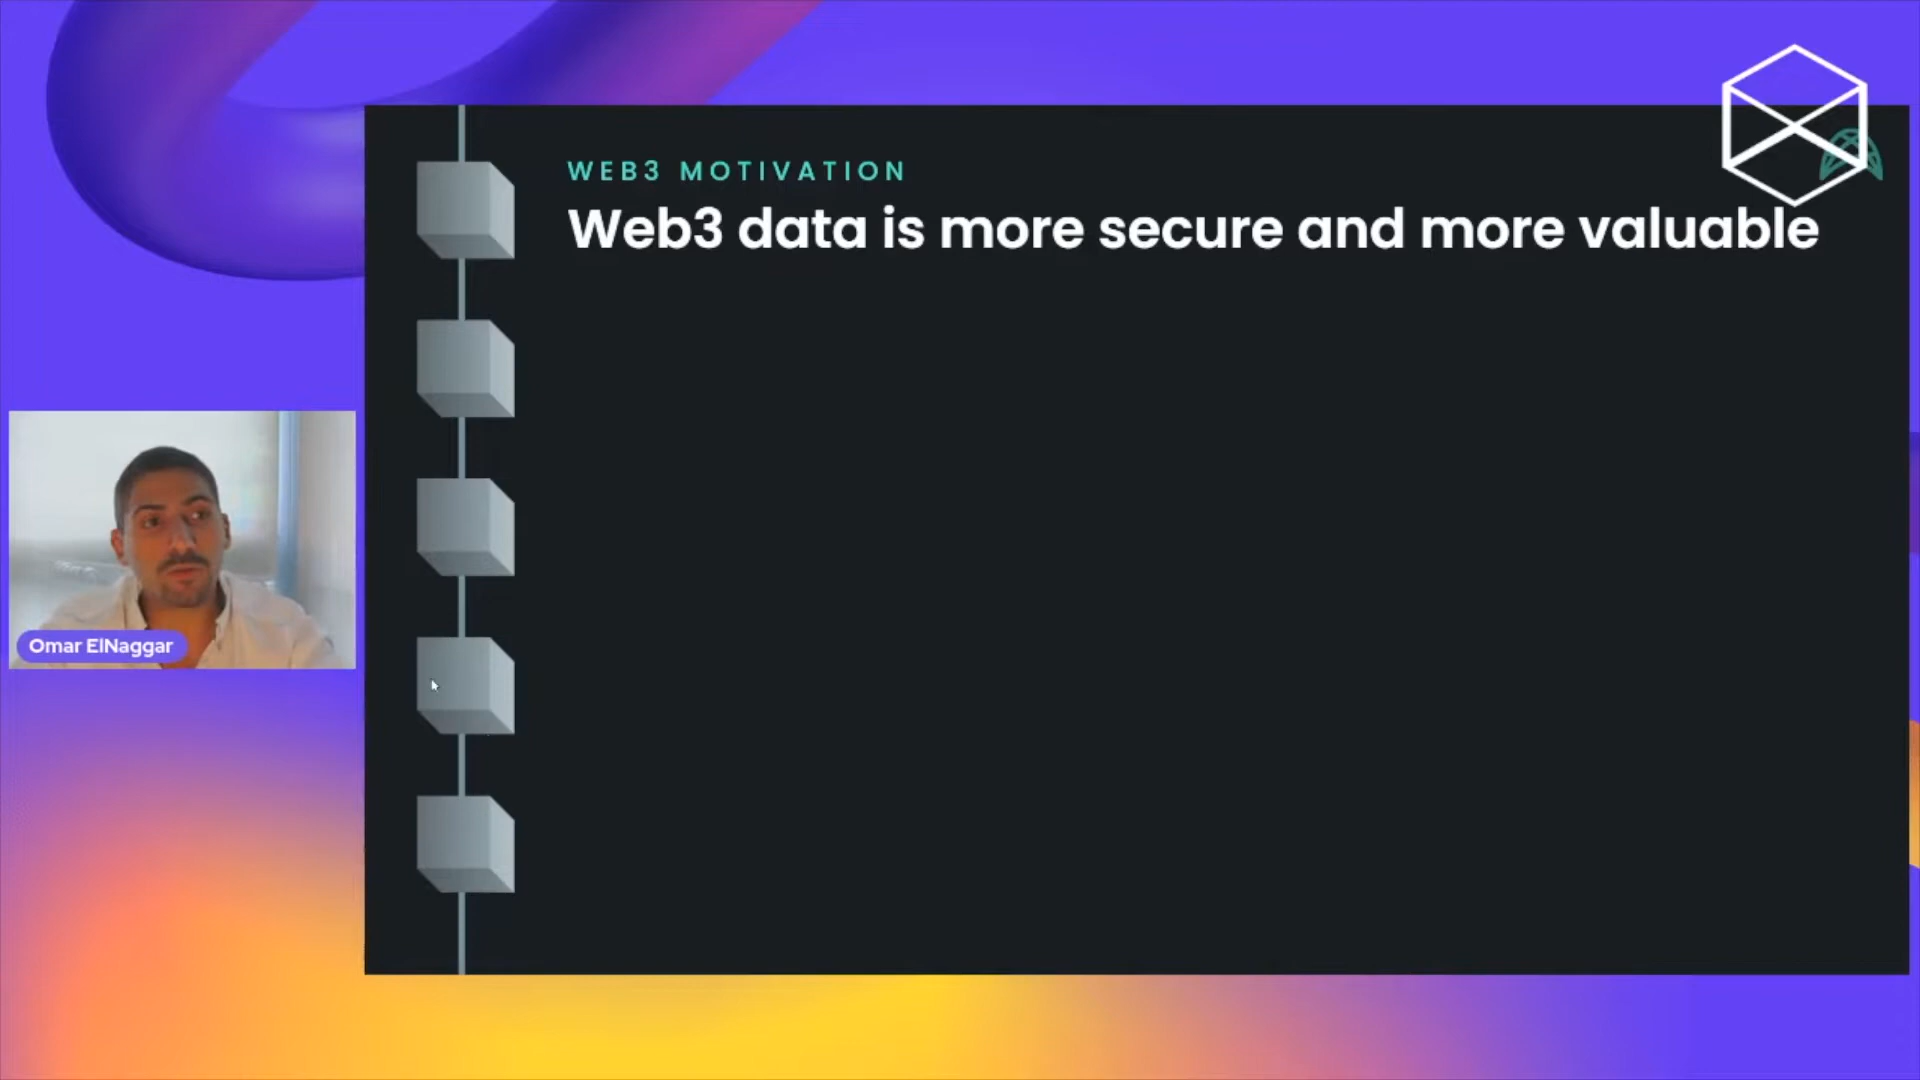 WEB3 MOTIVATION
Web3 data is more secure and more valuable
Omar ElNaggar